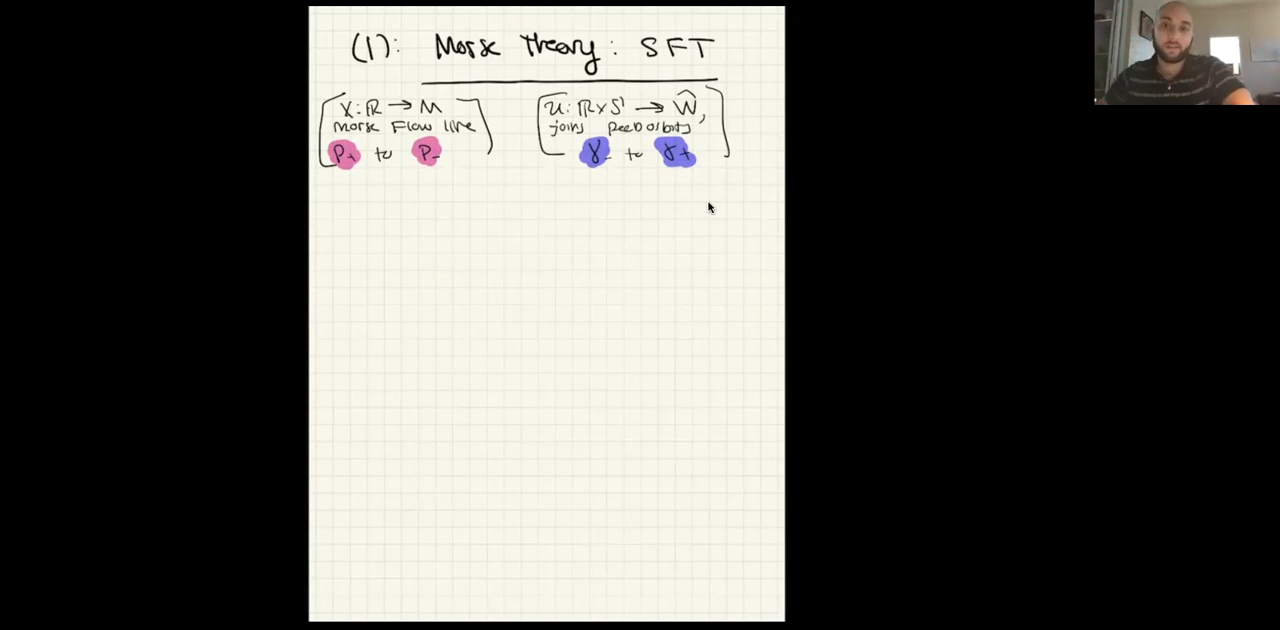 (1): Morse Theory: SFT
x: ℝ → M
Morse Flow line
P₊ to P₋
u: ℝ×S¹ → Ŵ,
joins Reeb orbits
γ₋ to γ₊